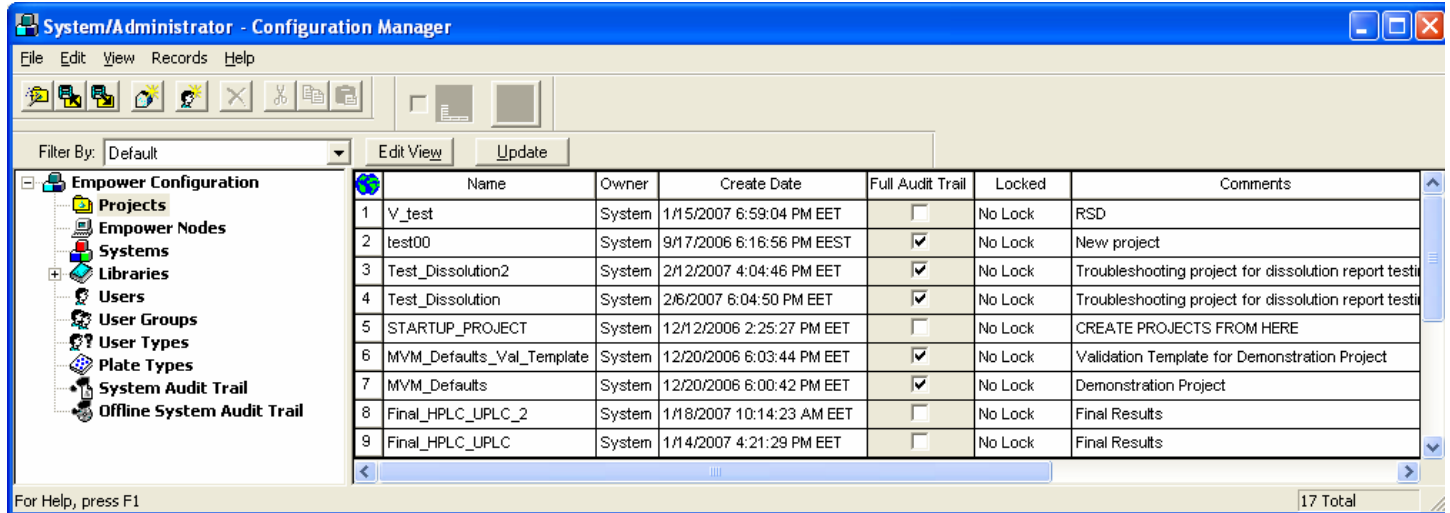 System/Administrator - Configuration Manager
File Edit View Records Help
Filter By: Default Edit View Update
Empower Configuration
Projects
Empower Nodes
Systems
Libraries
Users
User Groups
User Types
Plate Types
System Audit Trail
Offline System Audit Trail
Name Owner Create Date Full Audit Trail Locked Comments
1 V_test System 1/15/2007 6:59:04 PM EET No Lock RSD
2 test00 System 9/17/2006 6:16:56 PM EEST No Lock New project
3 Test_Dissolution2 System 2/12/2007 4:04:46 PM EET No Lock Troubleshooting project for dissolution report testi
4 Test_Dissolution System 2/6/2007 6:04:50 PM EET No Lock Troubleshooting project for dissolution report testi
5 STARTUP_PROJECT System 12/12/2006 2:25:27 PM EET No Lock CREATE PROJECTS FROM HERE
6 MVM_Defaults_Val_Template System 12/20/2006 6:03:44 PM EET No Lock Validation Template for Demonstration Project
7 MVM_Defaults System 12/20/2006 6:00:42 PM EET No Lock Demonstration Project
8 Final_HPLC_UPLC_2 System 1/18/2007 10:14:23 AM EET No Lock Final Results
9 Final_HPLC_UPLC System 1/14/2007 4:21:29 PM EET No Lock Final Results
For Help, press F1 17 Total